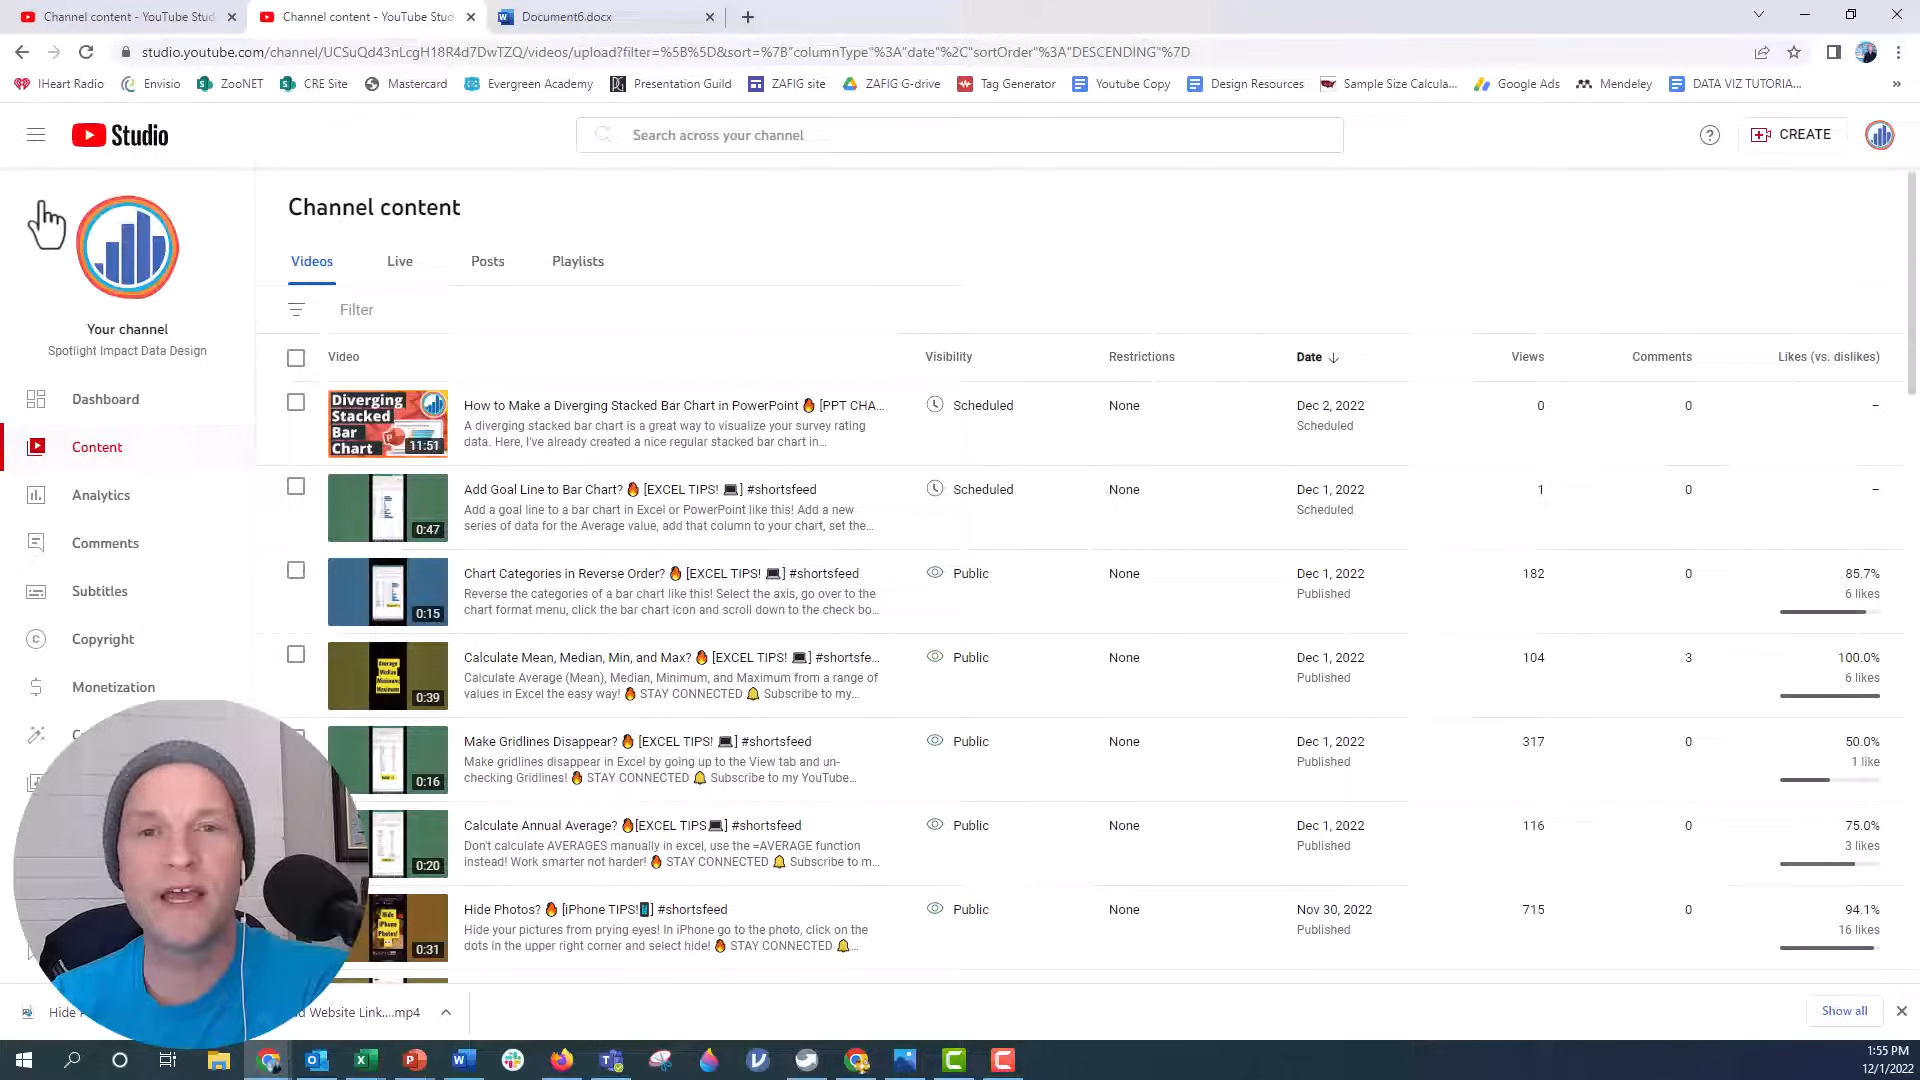 Channel content - YouTube Stud
Channel content - YouTube Stud
Document6.docx
studio.youtube.com/channel/UCSuQd43nLcgH18R4d7DwTZQ/videos/upload?filter=%5B%5D&sort=%7B"columnType"%3A"date"%2C"sortOrder"%3A"DESCENDING"%7D
IHeart Radio
Envisio
ZooNET
CRE Site
Mastercard
Evergreen Academy
Presentation Guild
ZAFIG site
ZAFIG G-drive
Tag Generator
Youtube Copy
Design Resources
Sample Size Calcula...
Google Ads
Mendeley
DATA VIZ TUTORIA...
Studio
Search across your channel
CREATE
Your channel
Spotlight Impact Data Design
Dashboard
Content
Analytics
Comments
Subtitles
Copyright
Monetization
Channel content
Videos
Live
Posts
Playlists
Filter
Video
Visibility
Restrictions
Date
Views
Comments
Likes (vs. dislikes)
Diverging
Stacked
Bar
Chart
11:51
How to Make a Diverging Stacked Bar Chart in PowerPoint 🔥 [PPT CHA...
A diverging stacked bar chart is a great way to visualize your survey rating
data. Here, I've already created a nice regular stacked bar chart in...
Scheduled
None
Dec 2, 2022
Scheduled
0
0
–
0:47
Add Goal Line to Bar Chart? 🔥 [EXCEL TIPS! 💻] #shortsfeed
Add a goal line to a bar chart in Excel or PowerPoint like this! Add a new
series of data for the Average value, add that column to your chart, set the...
Scheduled
None
Dec 1, 2022
Scheduled
1
0
–
0:15
Chart Categories in Reverse Order? 🔥 [EXCEL TIPS! 💻] #shortsfeed
Reverse the categories of a bar chart like this! Select the axis, go over to the
chart format menu, click the bar chart icon and scroll down to the check bo...
Public
None
Dec 1, 2022
Published
182
0
85.7%
6 likes
Average
Median
Minimum
Maximum
0:39
Calculate Mean, Median, Min, and Max? 🔥 [EXCEL TIPS! 💻] #shortsfe...
Calculate Average (Mean), Median, Minimum, and Maximum from a range of
values in Excel the easy way! 🔥 STAY CONNECTED 🔔 Subscribe to my...
Public
None
Dec 1, 2022
Published
104
3
100.0%
6 likes
0:16
Make Gridlines Disappear? 🔥 [EXCEL TIPS! 💻] #shortsfeed
Make gridlines disappear in Excel by going up to the View tab and un-
checking Gridlines! 🔥 STAY CONNECTED 🔔 Subscribe to my YouTube...
Public
None
Dec 1, 2022
Published
317
0
50.0%
1 like
0:20
Calculate Annual Average? 🔥[EXCEL TIPS💻] #shortsfeed
Don't calculate AVERAGES manually in excel, use the =AVERAGE function
instead! Work smarter not harder! 🔥 STAY CONNECTED 🔔 Subscribe to m...
Public
None
Dec 1, 2022
Published
116
0
75.0%
3 likes
Hide
iPhone
Photos!
0:31
Hide Photos? 🔥 [iPhone TIPS!📱] #shortsfeed
Hide your pictures from prying eyes! In iPhone go to the photo, click on the
dots in the upper right corner and select hide! 🔥 STAY CONNECTED 🔔...
Public
None
Nov 30, 2022
Published
715
0
94.1%
16 likes
Hide
Website Link....mp4
Show all
1:55 PM
12/1/2022